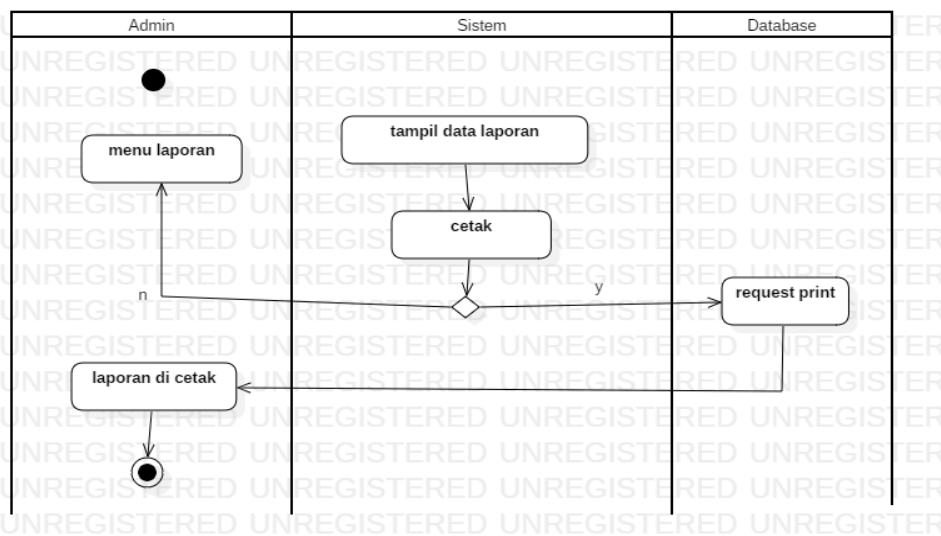 Admin
Sistem
Database
tampil data laporan
menu laporan
cetak
n
y
request print
laporan di cetak
UNREGISTERED